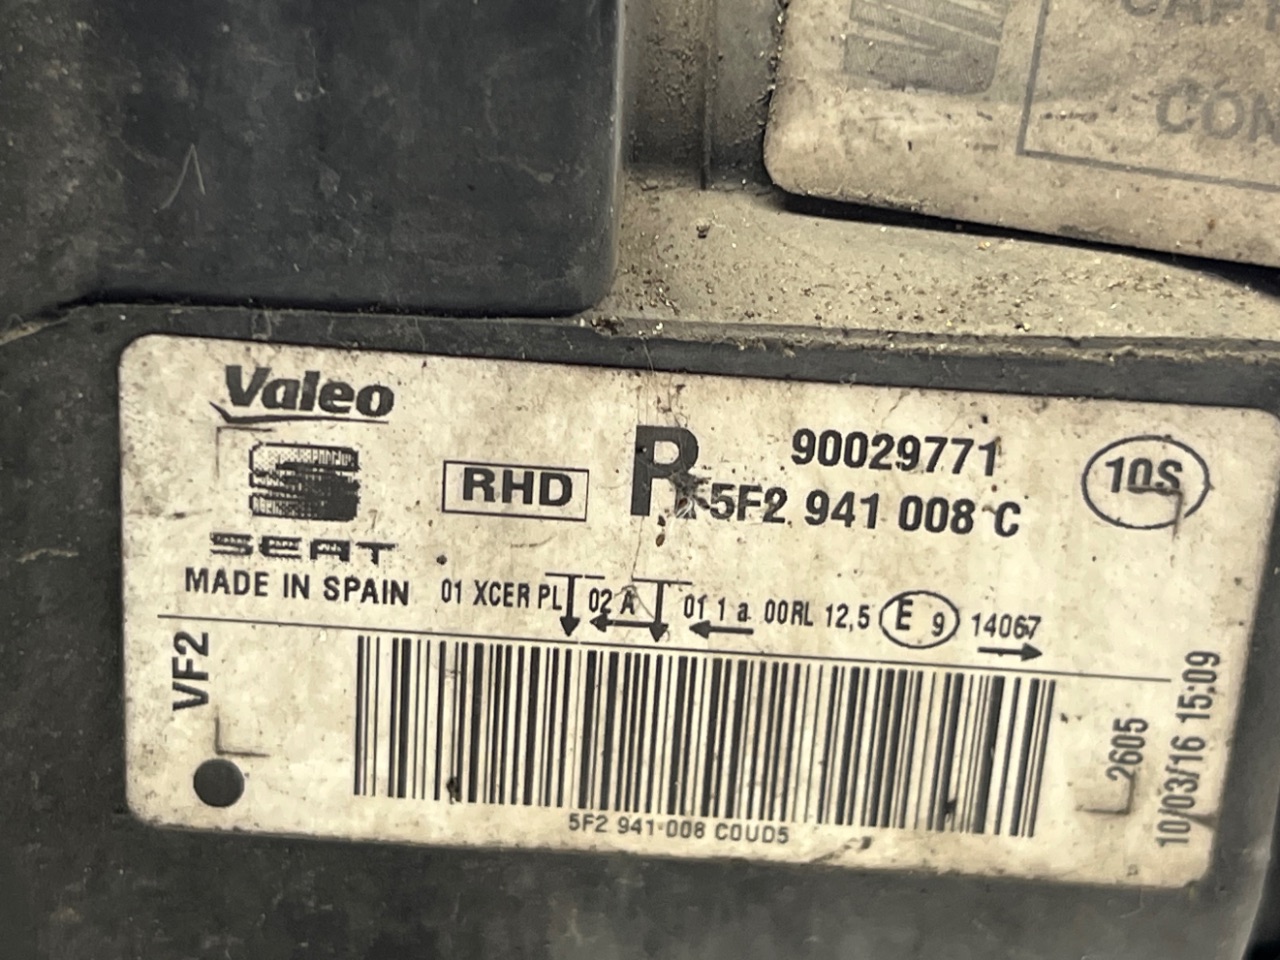 CON
Valeo
SEAT
MADE IN SPAIN
RHD
R
90029771
5F2 941 008 C
10S
01 XCER PL 02 A 01 1 a 00RL 12,5 E 9 14067
VF2
5F2 941 008 C0UD5
2605
10/03/16 15:09